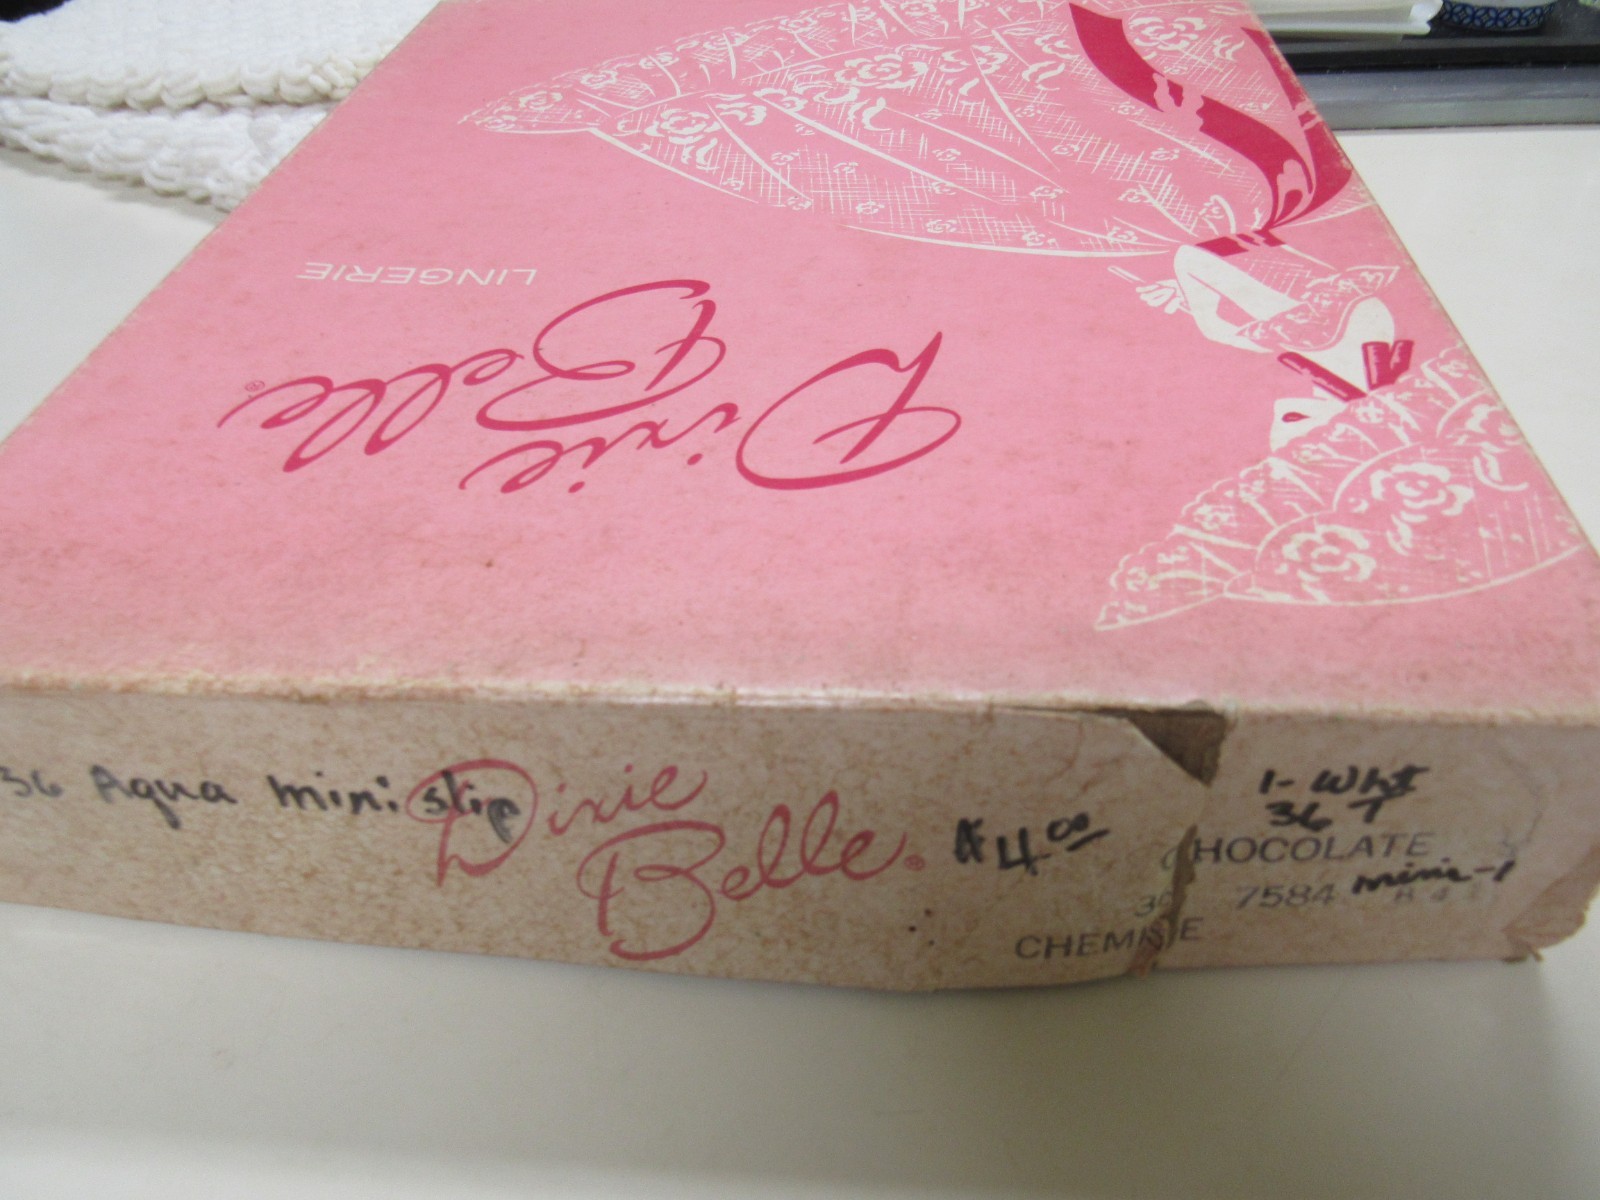 Dixie
Belle®
LINGERIE
36 Aqua mini slip
Dixie
Belle®
$4.00
1- Wht
36 7
CHOCOLATE
7584 mini-1
CHEMISE